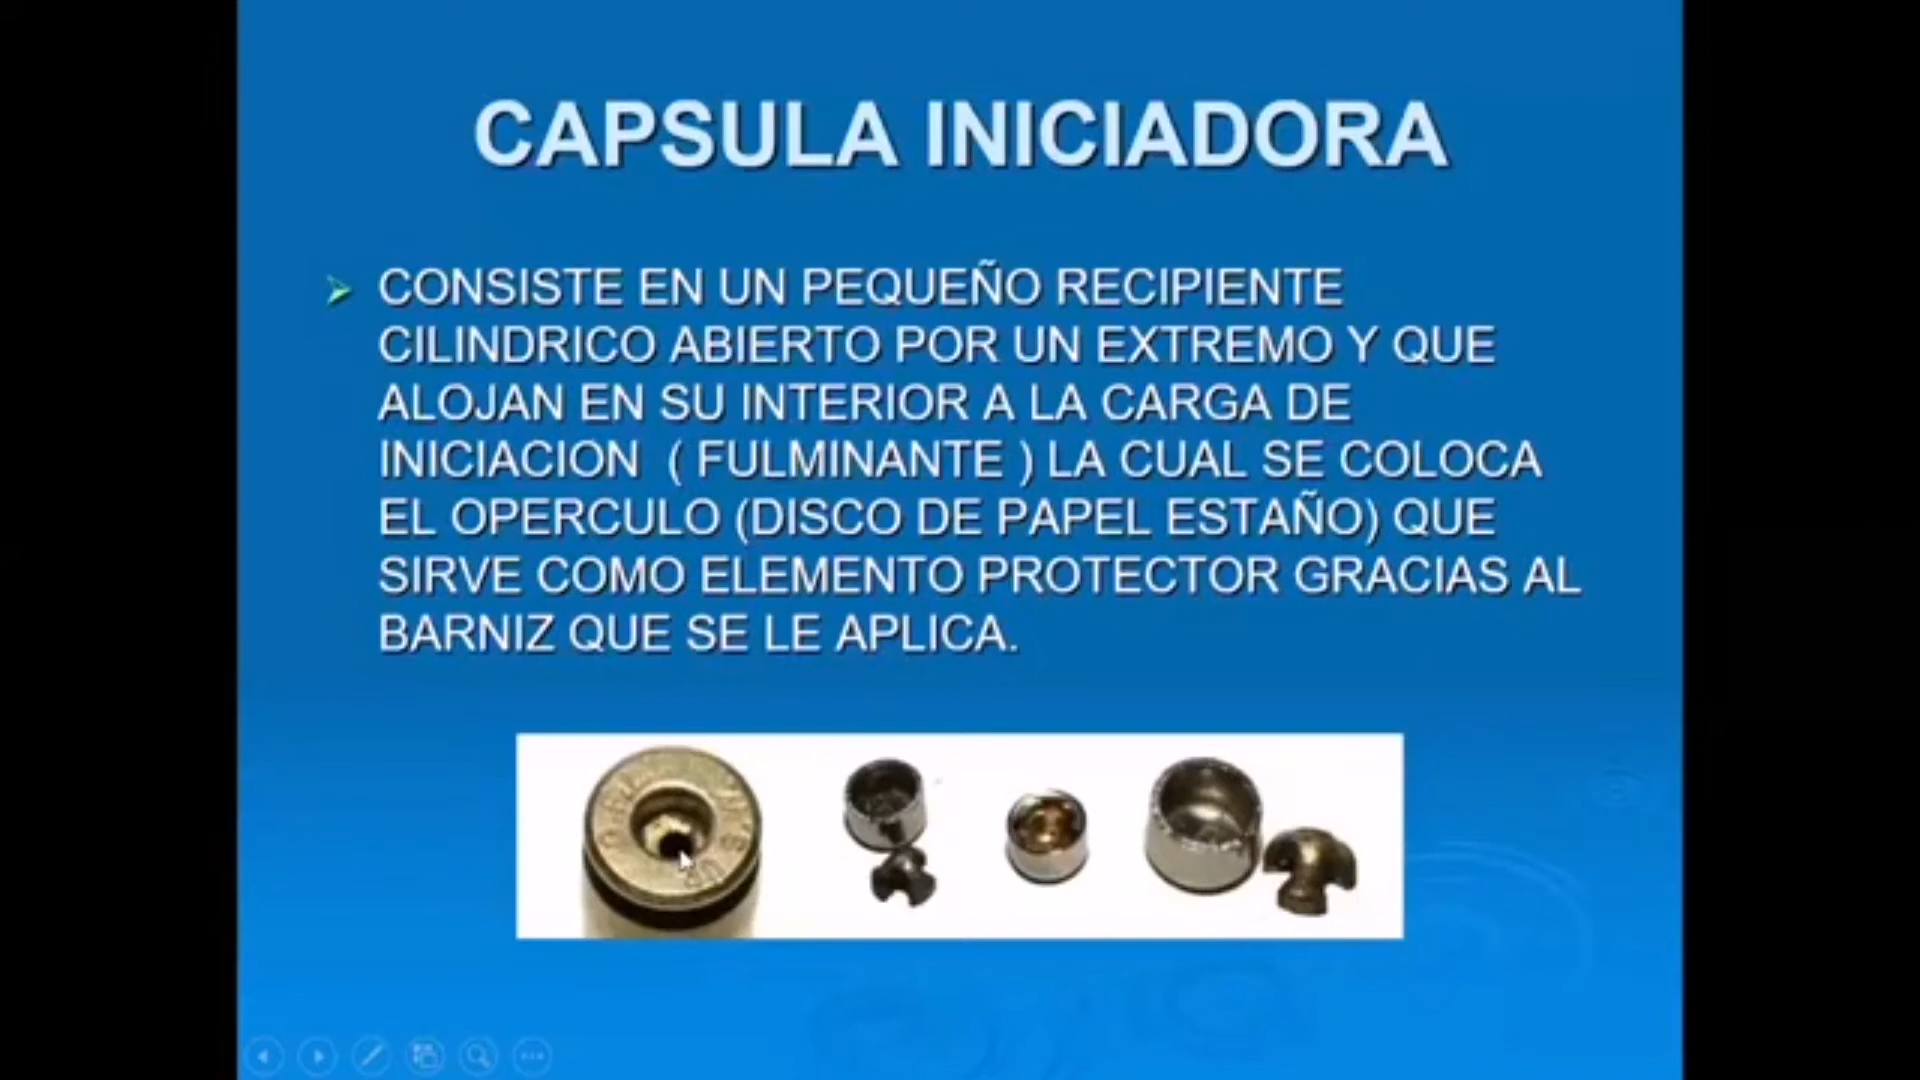 CAPSULA INICIADORA
CONSISTE EN UN PEQUEÑO RECIPIENTE
CILINDRICO ABIERTO POR UN EXTREMO Y QUE
ALOJAN EN SU INTERIOR A LA CARGA DE
INICIACION ( FULMINANTE ) LA CUAL SE COLOCA
EL OPERCULO (DISCO DE PAPEL ESTAÑO) QUE
SIRVE COMO ELEMENTO PROTECTOR GRACIAS AL
BARNIZ QUE SE LE APLICA.